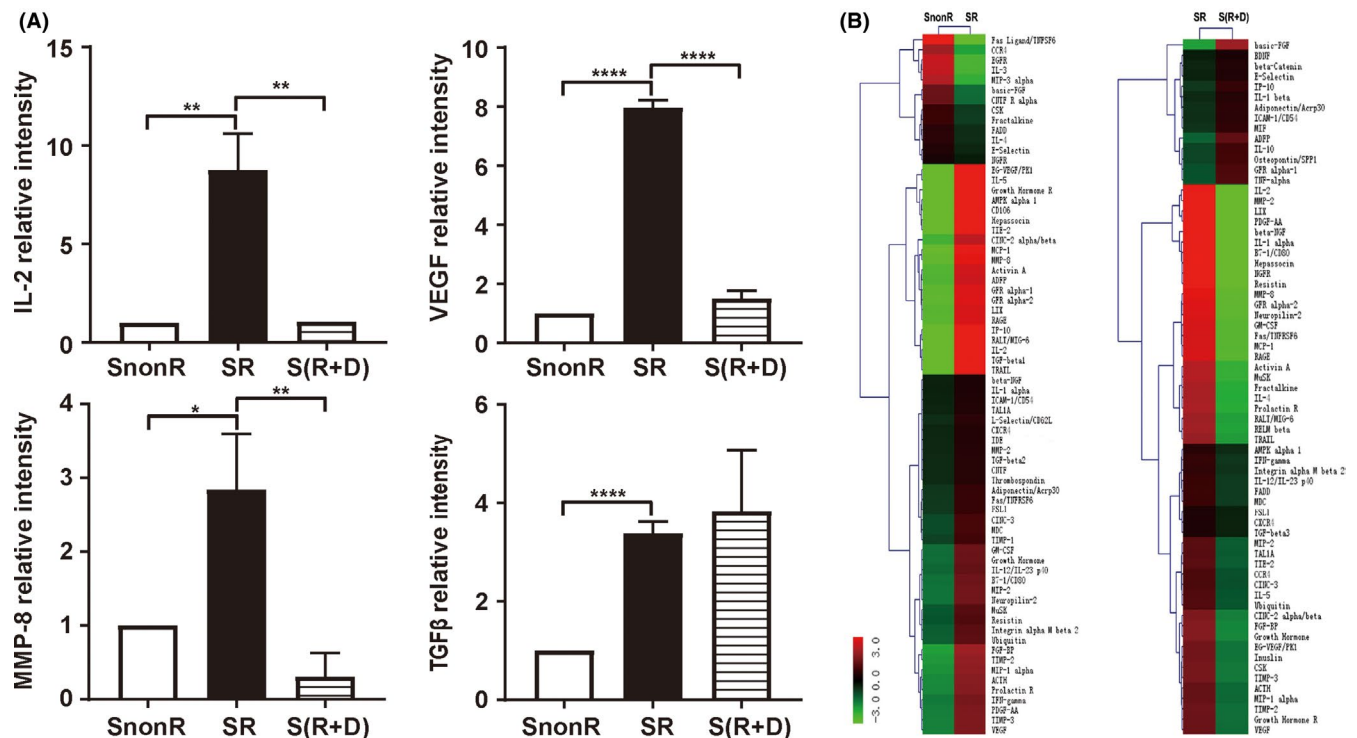 (A)
IL-2 relative intensity
15
10
5
0
**
**
SnonR SR S(R+D)
VEGF relative intensity
10
8
6
4
2
0
****
****
SnonR SR S(R+D)
MMP-8 relative intensity
4
3
2
1
0
*
**
SnonR SR S(R+D)
TGFβ relative intensity
6
4
2
0
****
SnonR SR S(R+D)
(B)
SnonR SR
Fas Ligand/TNFSF6
CCR4
EGFR
IL-3
MIP-3 alpha
basic-FGF
CNTF R alpha
CSK
Fractalkine
FADD
IL-4
E-Selectin
NGFR
EG-VEGF/PK1
IL-5
Growth Hormone R
AMPK alpha 1
CD106
Hepassocin
TIE-2
CINC-2 alpha/beta
MCP-1
MMP-8
Activin A
ADFP
GFR alpha-1
GFR alpha-2
LIX
RAGE
IP-10
RALT/MIG-6
IL-2
TGF-beta1
TRAIL
beta-NGF
IL-1 alpha
ICAM-1/CD54
TAL1A
L-Selectin/CD62L
CXCR4
IDE
MMP-2
TGF-beta2
CNTF
Thrombospondin
Adiponectin/Acrp30
Fas/TNFRSF6
FSL1
CINC-3
MDC
TIMP-1
GM-CSF
Growth Hormone
IL-12/IL-23 p40
B7-1/CD80
MIP-2
Neuropilin-2
MuSK
Resistin
Integrin alpha M beta 2
Ubiquitin
FGF-BP
TIMP-2
MIP-1 alpha
ACTH
Prolactin R
IFN-gamma
PDGF-AA
TIMP-3
VEGF
3.0
0.0
-3.0
SR S(R+D)
basic-FGF
BDNF
beta-Catenin
E-Selectin
IP-10
IL-1 beta
Adiponectin/Acrp30
ICAM-1/CD54
MIF
ADFP
IL-10
Osteopontin/SPP1
GFR alpha-1
TNF-alpha
IL-2
MMP-2
LIX
PDGF-AA
beta-NGF
IL-1 alpha
B7-1/CD80
Hepassocin
NGFR
Resistin
MMP-8
GFR alpha-2
Neuropilin-2
GM-CSF
Fas/TNFRSF6
MCP-1
RAGE
Activin A
MuSK
Fractalkine
IL-4
Prolactin R
RALT/MIG-6
RELM beta
TRAIL
AMPK alpha 1
IFN-gamma
Integrin alpha M beta 2
IL-12/IL-23 p40
FADD
MDC
FSL1
CXCR4
TGF-beta3
MIP-2
TAL1A
TIE-2
CCR4
CINC-3
IL-5
Ubiquitin
CINC-2 alpha/beta
FGF-BP
Growth Hormone
EG-VEGF/PK1
Inuslin
CSK
TIMP-3
ACTH
MIP-1 alpha
TIMP-2
Growth Hormone R
VEGF